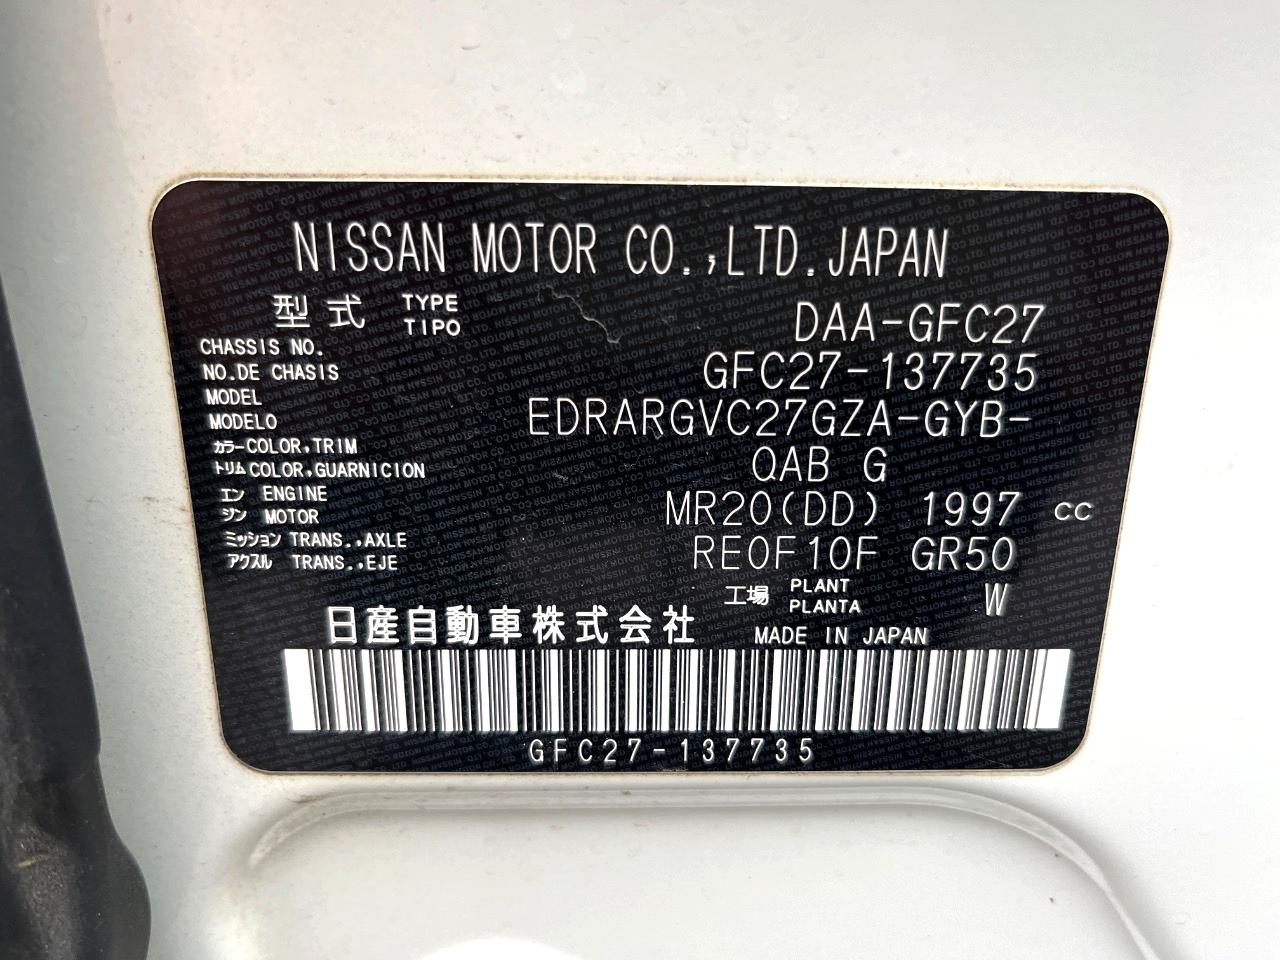 NISSAN MOTOR CO.,LTD.JAPAN
型式 TYPE TIPO DAA-GFC27
CHASSIS NO. NO.DE CHASIS GFC27-137735
MODEL MODELO EDRARGVC27GZA-GYB-
カラー COLOR,TRIM トリム COLOR,GUARNICION QAB G
エンジン ENGINE MOTOR MR20(DD) 1997 CC
ミッション TRANS.,AXLE アクスル TRANS.,EJE RE0F10F GR50
工場 PLANT PLANTA W
日産自動車株式会社 MADE IN JAPAN
GFC27-137735